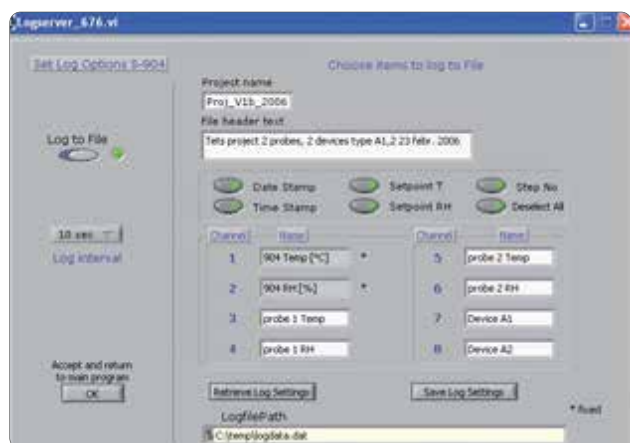 Logserver_676.vi
Set Log Options S-904
Choose items to log to File
Project name
Proj_V1b_2006
File header text
Tets project 2 probes, 2 devices type A1,2 23 febr. 2006
Log to File
Date Stamp
Setpoint T
Step No
Time Stamp
Setpoint RH
Deselect All
10 sec
Log interval
Channel Name Channel Name
1 904 Temp [°C] * 5 probe 2 Temp
2 904 RH [%] * 6 probe 2 RH
3 probe 1 Temp 7 Device A1
4 probe 1 RH 8 Device A2
Accept and return
to main program
OK
Retrieve Log Settings
Save Log Settings
* fixed
LogfilePath
C:\temp\logdata.dat